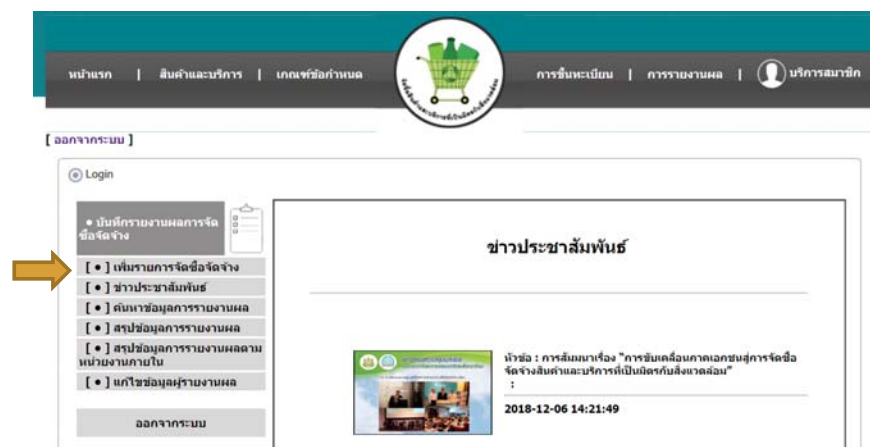 หน้าแรก | สินค้าและบริการ | เกณฑ์ข้อกำหนด การขึ้นทะเบียน | การรายงานผล | บริการสมาชิก
[ ออกจากระบบ ]
Login
• บันทึกรายงานผลการจัด
ซื้อจัดจ้าง
[ • ] เพิ่มรายการจัดซื้อจัดจ้าง
[ • ] ข่าวประชาสัมพันธ์
[ • ] ค้นหาข้อมูลการรายงานผล
[ • ] สรุปข้อมูลการรายงานผล
[ • ] สรุปข้อมูลการรายงานผลตาม
หน่วยงานภายใน
[ • ] แก้ไขข้อมูลผู้รายงานผล
ออกจากระบบ
ข่าวประชาสัมพันธ์
หัวข้อ : การสัมมนาเรื่อง "การขับเคลื่อนภาคเอกชนสู่การจัดซื้อ
จัดจ้างสินค้าและบริการที่เป็นมิตรกับสิ่งแวดล้อม"
:
2018-12-06 14:21:49